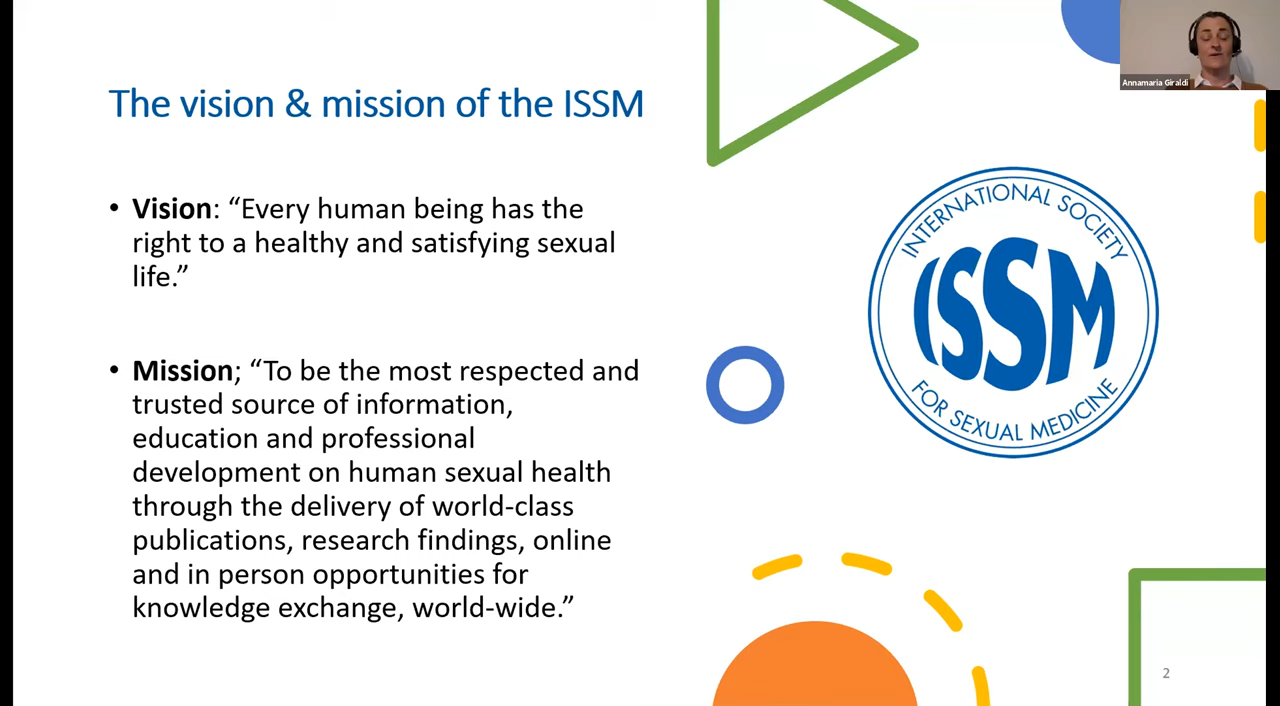 The vision & mission of the ISSM
• Vision: “Every human being has the
right to a healthy and satisfying sexual
life.”
• Mission; “To be the most respected and
trusted source of information,
education and professional
development on human sexual health
through the delivery of world-class
publications, research findings, online
and in person opportunities for
knowledge exchange, world-wide.”
Annamaria Giraldi
INTERNATIONAL SOCIETY
ISSM
FOR SEXUAL MEDICINE
2